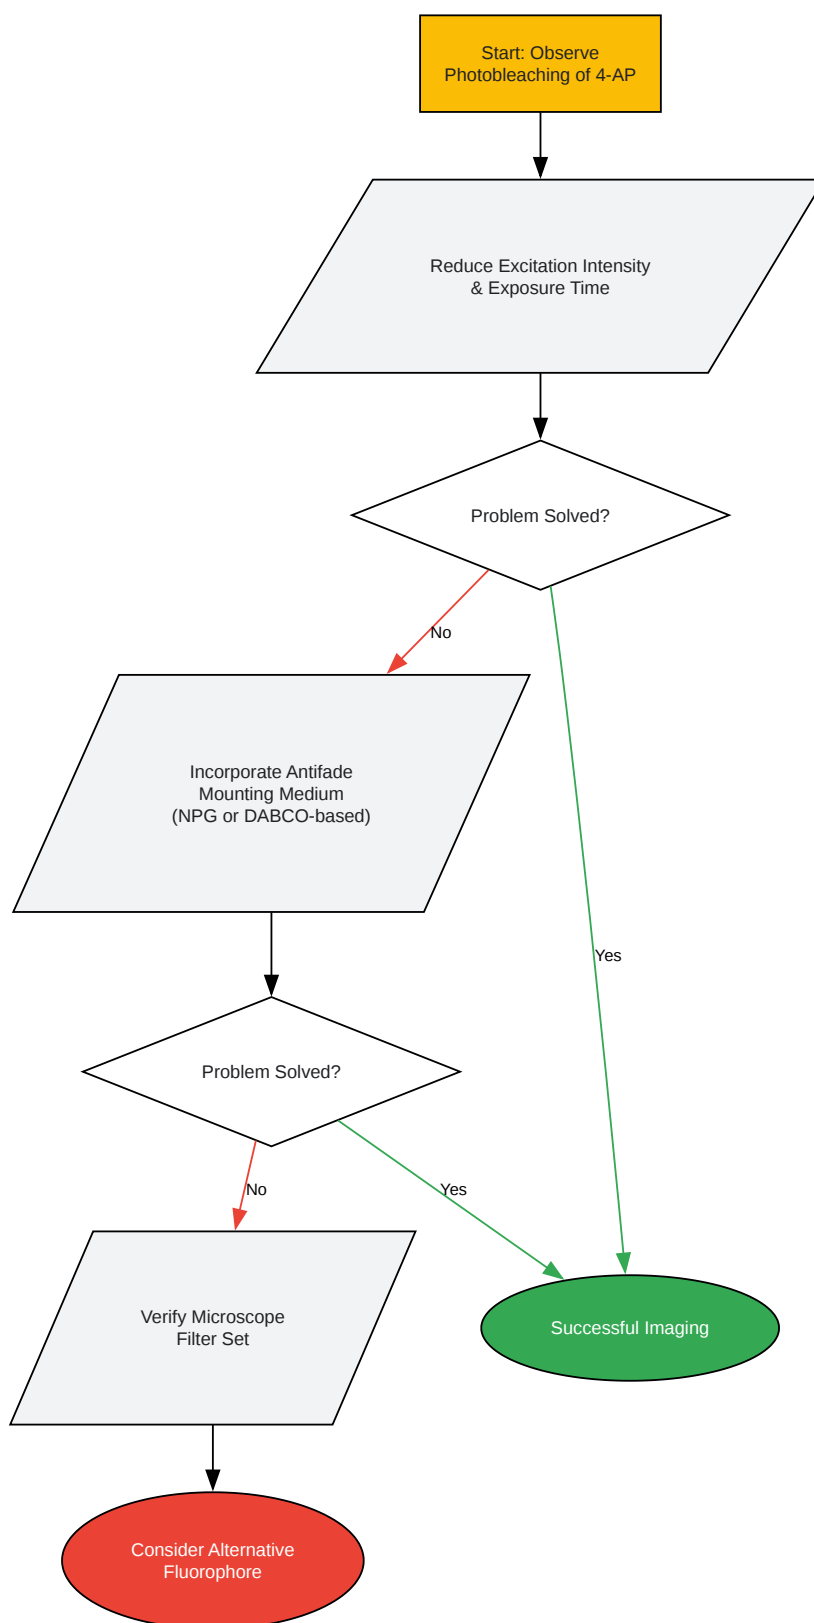 Start: Observe
Photobleaching of 4-AP
Reduce Excitation Intensity
& Exposure Time
Problem Solved?
No
Incorporate Antifade
Mounting Medium
(NPG or DABCO-based)
Yes
Problem Solved?
No
Yes
Verify Microscope
Filter Set
Successful Imaging
Consider Alternative
Fluorophore